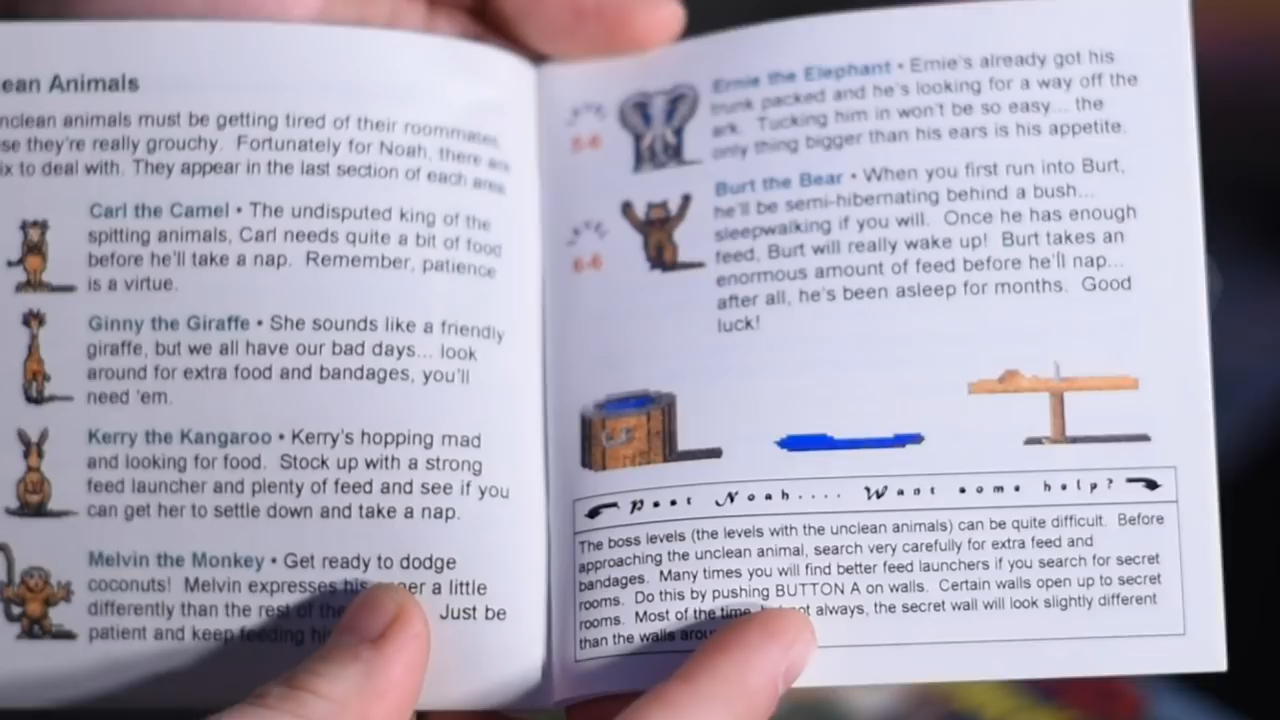 ean Animals
nclean animals must be getting tired of their roommates
se they're really grouchy. Fortunately for Noah, there are
ix to deal with. They appear in the last section of each area
Carl the Camel • The undisputed king of the
spitting animals, Carl needs quite a bit of food
before he'll take a nap. Remember, patience
is a virtue.
Ginny the Giraffe • She sounds like a friendly
giraffe, but we all have our bad days... look
around for extra food and bandages, you'll
need 'em.
Kerry the Kangaroo • Kerry's hopping mad
and looking for food. Stock up with a strong
feed launcher and plenty of feed and see if you
can get her to settle down and take a nap.
Melvin the Monkey • Get ready to dodge
coconuts! Melvin expresses his er a little
differently than the rest of the Just be
patient and keep feeding
LEVEL
5-6
Ernie the Elephant • Ernie's already got his
trunk packed and he's looking for a way off the
ark. Tucking him in won't be so easy... the
only thing bigger than his ears is his appetite.
LEVEL
6-6
Burt the Bear • When you first run into Burt,
he'll be semi-hibernating behind a bush...
sleepwalking if you will. Once he has enough
feed, Burt will really wake up! Burt takes an
enormous amount of feed before he'll nap...
after all, he's been asleep for months. Good
luck!
Psst Noah.... Want some help?
The boss levels (the levels with the unclean animals) can be quite difficult. Before
approaching the unclean animal, search very carefully for extra feed and
bandages. Many times you will find better feed launchers if you search for secret
rooms. Do this by pushing BUTTON A on walls. Certain walls open up to secret
rooms. Most of the time, but not always, the secret wall will look slightly different
than the walls arou